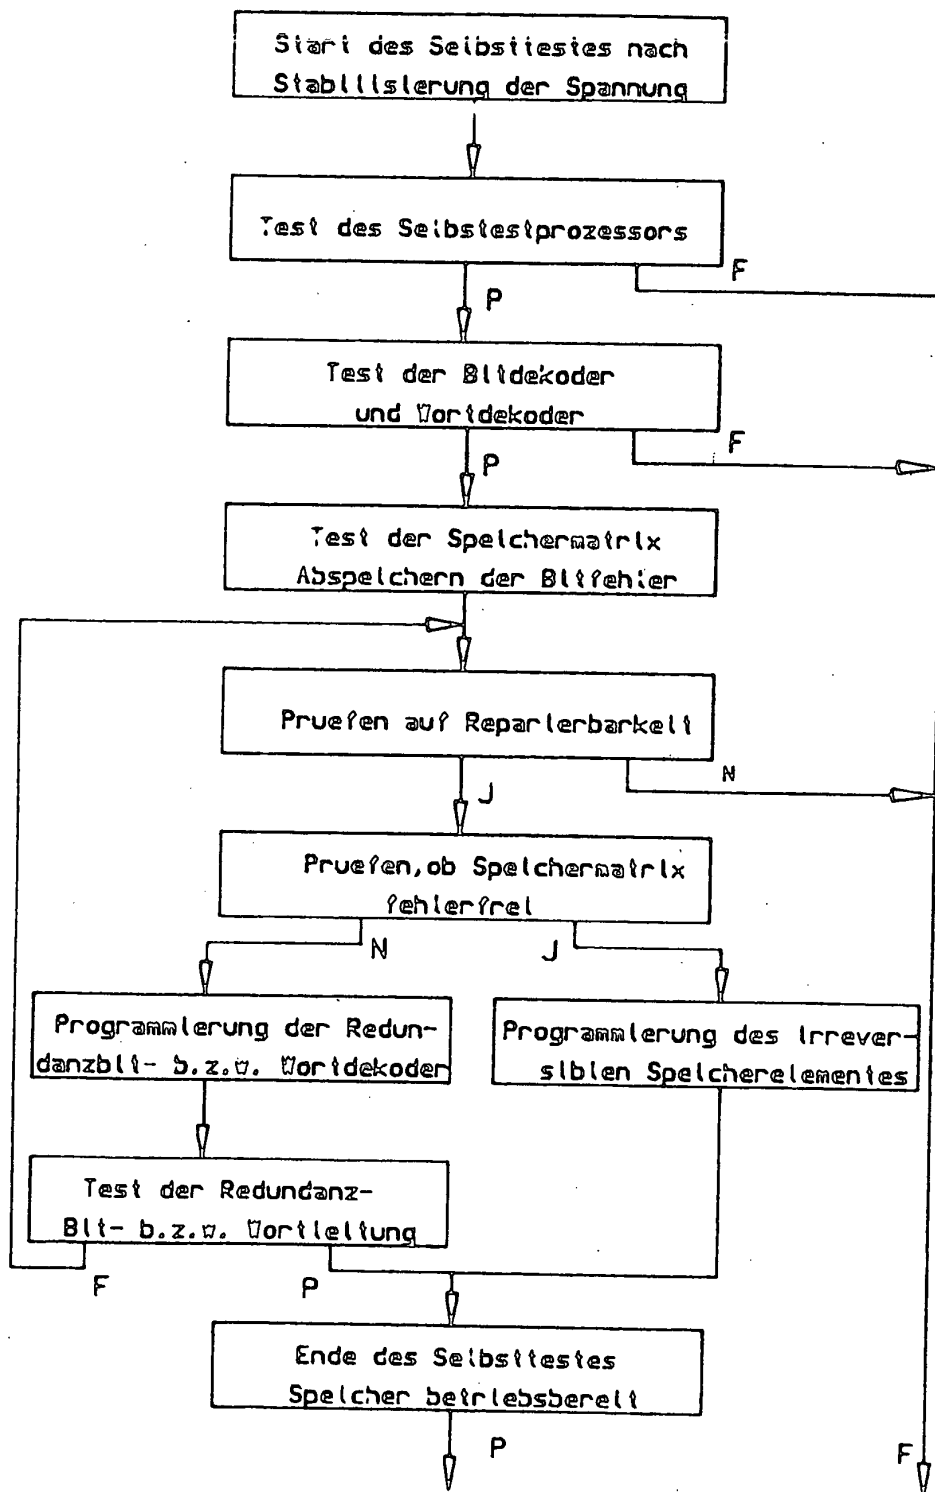 Start des Selbsttestes nach
Stabilisierung der Spannung
Test des Selbstestprozessors
F
P
Test der Bitdekoder
und Wortdekoder
F
P
Test der Speichermatrix
Abspeichern der Bitfehler
Pruefen auf Reparierbarkeit
N
J
Pruefen, ob Speichermatrix
fehlerfrei
N
J
Programmierung der Redun-
danzbit- b.z.w. Wortdekoder
Programmierung des irrever-
siblen Speicherelementes
Test der Redundanz-
Bit- b.z.w. Wortleitung
F
P
Ende des Selbsttestes
Speicher betriebsbereit
P
F